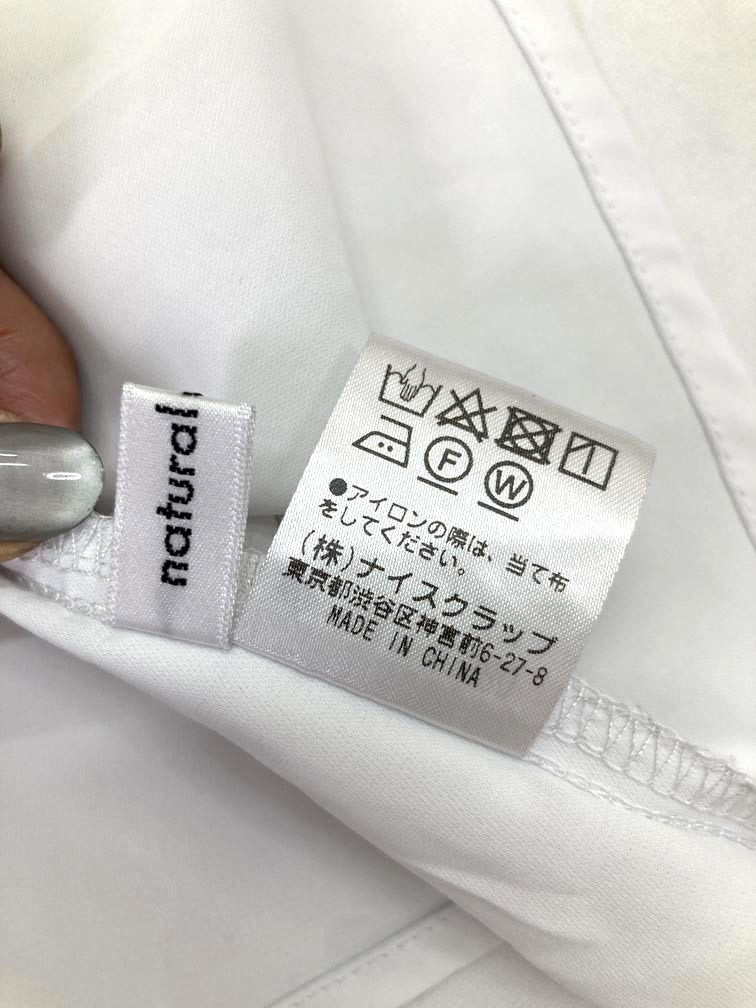 natural
F W
●アイロンの際は、当て布
をしてください。
(株)ナイスクラップ
東京都渋谷区神宮前6-27-8
MADE IN CHINA